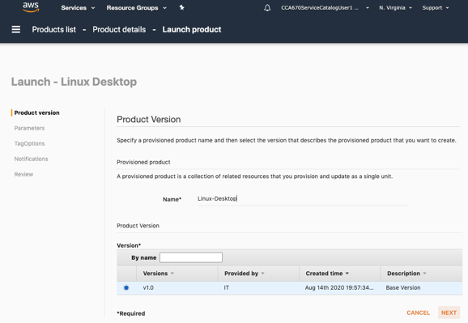 aws
Services Resource Groups CCA670ServiceCatalogUser1 ... N. Virginia Support
Products list - Product details - Launch product
Launch - Linux Desktop
Product version
Parameters
TagOptions
Notifications
Review
Product Version
Specify a provisioned product name and then select the version that describes the provisioned product that you want to create.
Provisioned product
A provisioned product is a collection of related resources that you provision and update as a single unit.
Name* Linux-Desktop
Product Version
Version*
By name
Versions Provided by Created time Description
v1.0 IT Aug 14th 2020 19:57:34... Base Version
*Required CANCEL NEXT